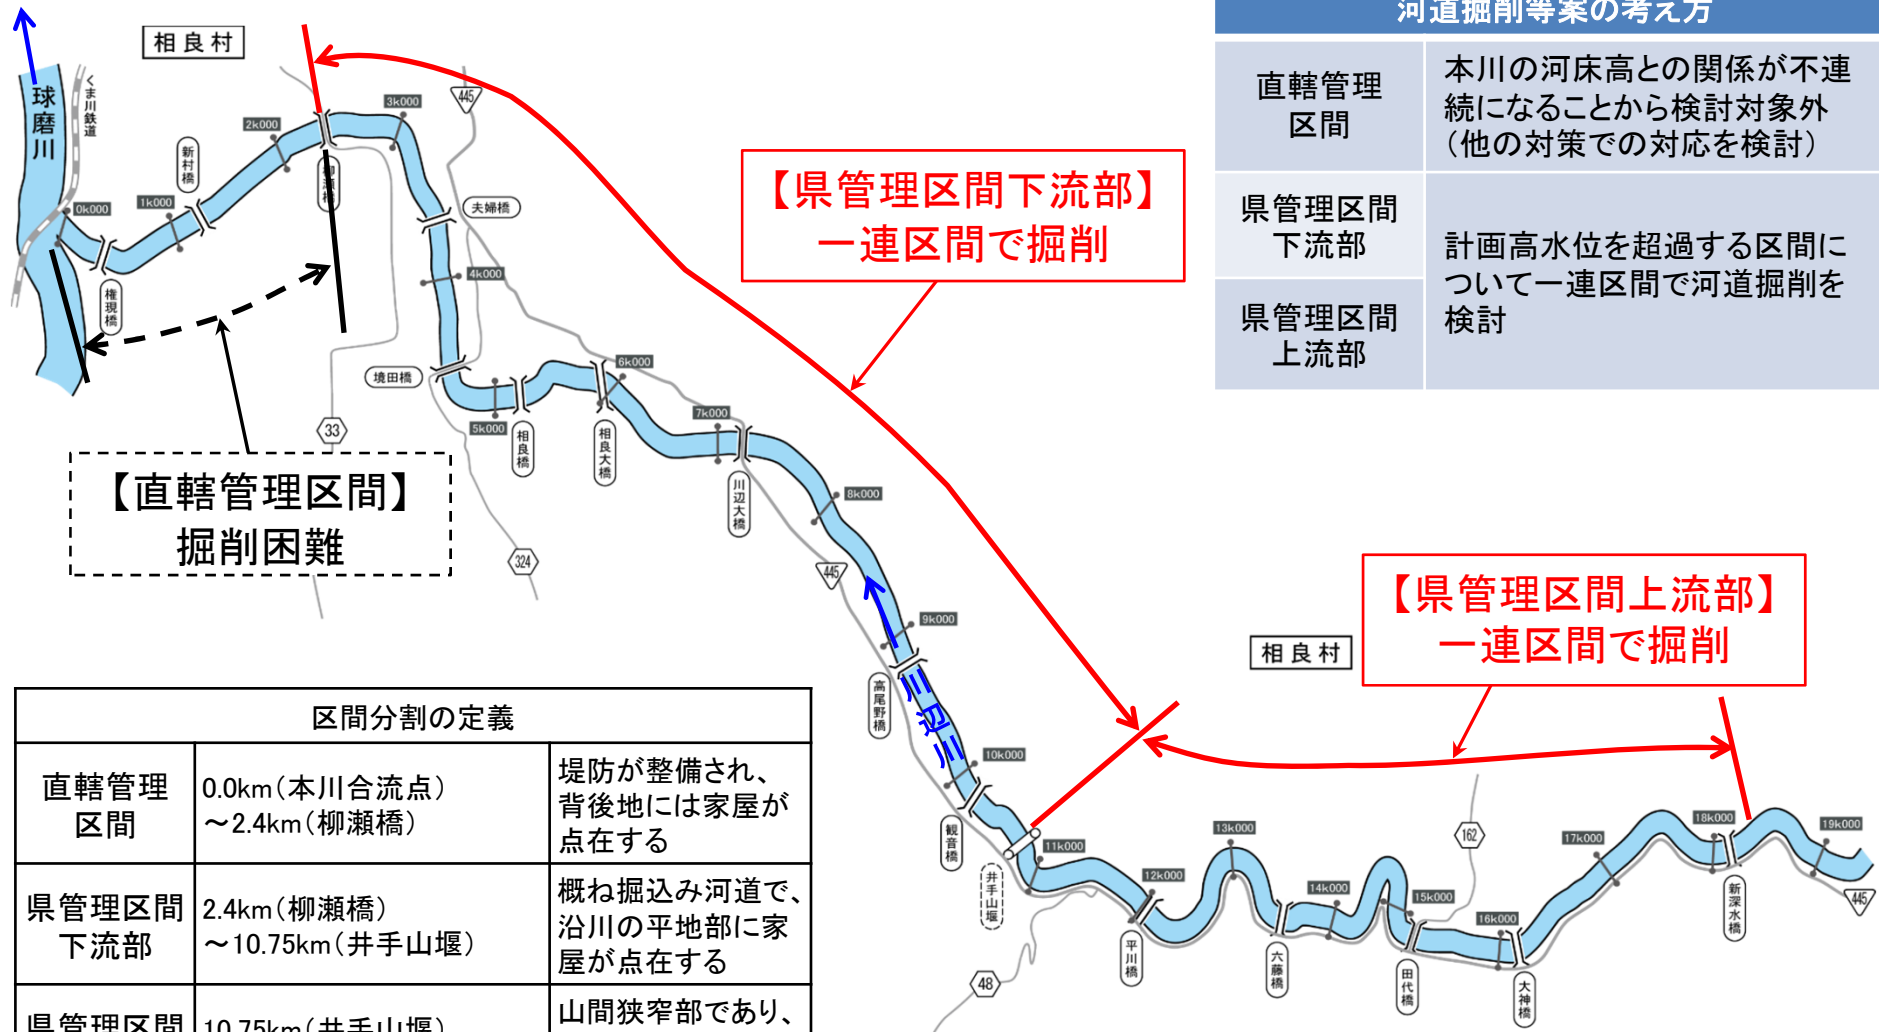 河道掘削等案の考え方
直轄管理
区間
本川の河床高との関係が不連
続になることから検討対象外
（他の対策での対応を検討）
県管理区間
下流部
県管理区間
上流部
計画高水位を超過する区間に
ついて一連区間で河道掘削を
検討
相良村
球磨川
くま川鉄道
0k000
1k000
2k000
3k000
4k000
5k000
6k000
7k000
8k000
9k000
10k000
11k000
12k000
13k000
14k000
15k000
16k000
17k000
18k000
19k000
権現橋
新村橋
柳瀬橋
夫婦橋
境田橋
相良橋
相良大橋
川辺大橋
高尾野橋
観音橋
井手山堰
平川橋
六藤橋
田代橋
大神橋
新深水橋
445
33
324
445
48
162
445
川辺川
相良村
【県管理区間下流部】
一連区間で掘削
【直轄管理区間】
掘削困難
【県管理区間上流部】
一連区間で掘削
区間分割の定義
直轄管理
区間
0.0km（本川合流点）
～2.4km（柳瀬橋）
堤防が整備され、
背後地には家屋が
点在する
県管理区間
下流部
2.4km（柳瀬橋）
～10.75km（井手山堰）
概ね掘込み河道で、
沿川の平地部に家
屋が点在する
県管理区間
10.75km（井手山堰）
山間狭窄部であり、